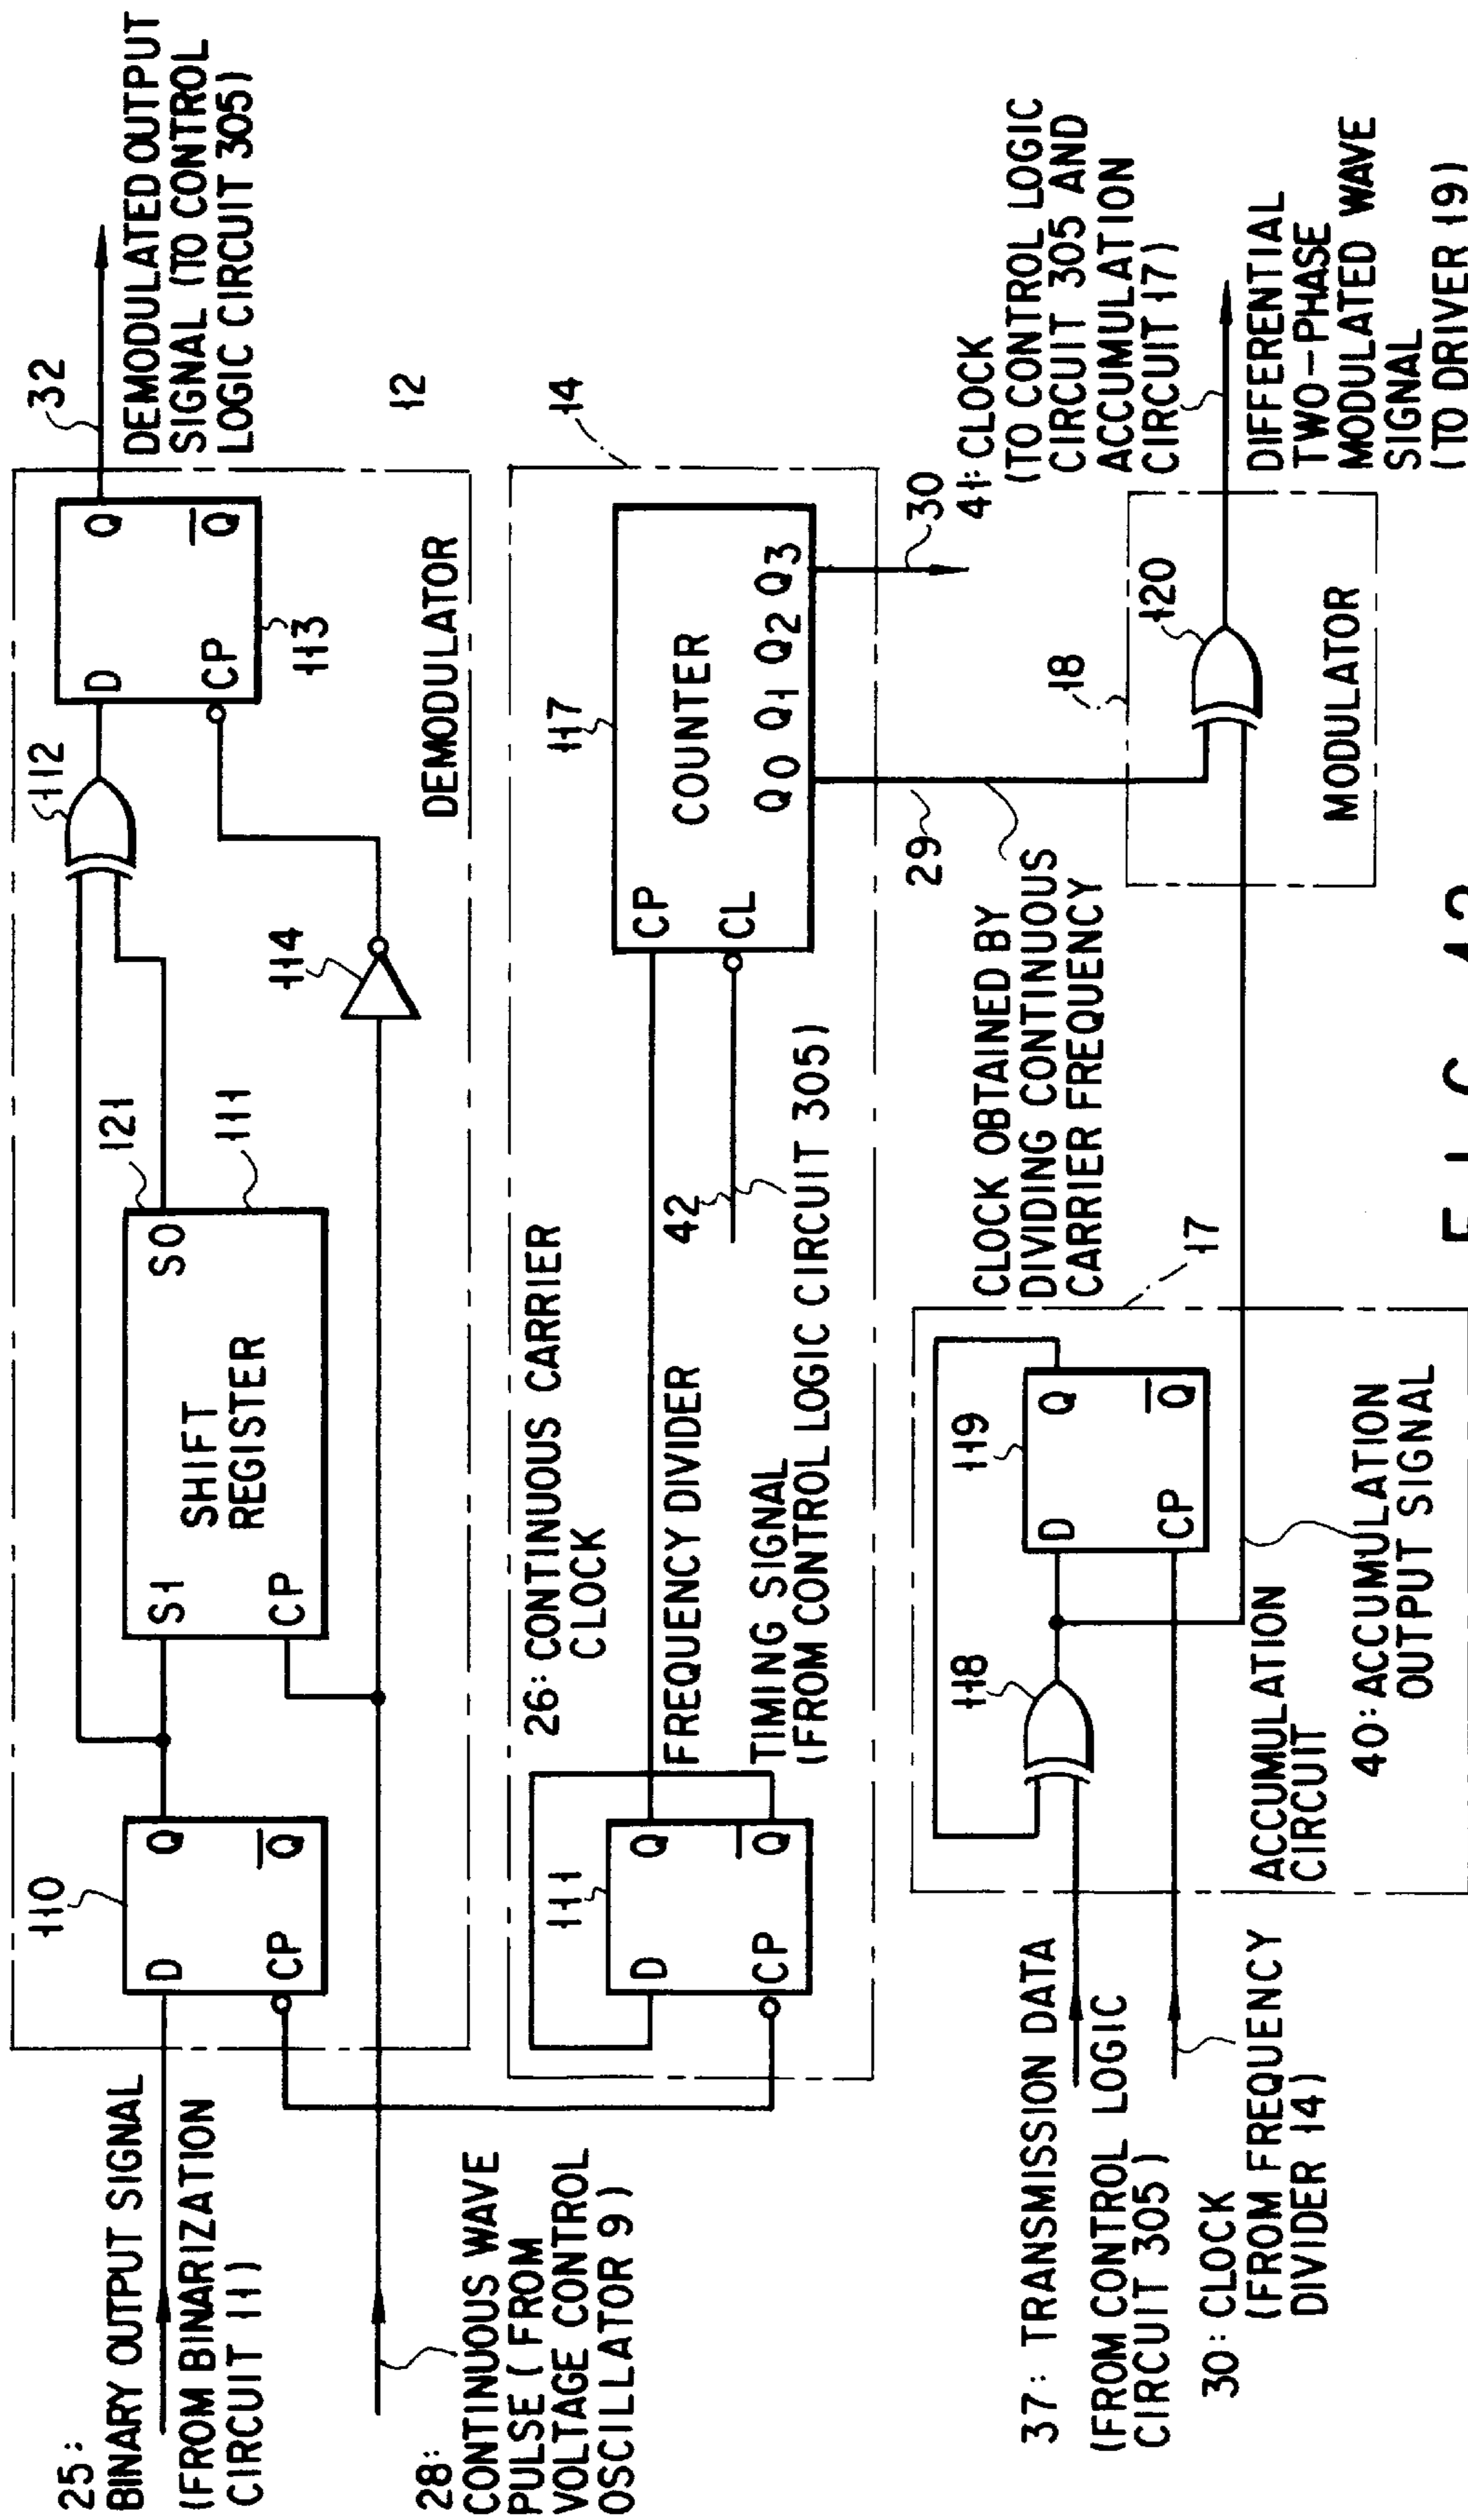 25:
BINARY OUTPUT SIGNAL
(FROM BINARIZATION
CIRCUIT 11)
110
D
Q
CP
Q
SHIFT
REGISTER
S1
SO
CP
121
111
112
114
D
Q
CP
Q
113
32
DEMODULATED OUTPUT
SIGNAL (TO CONTROL
LOGIC CIRCUIT 305)
DEMODULATOR
12
28:
CONTINUOUS WAVE
PULSE (FROM
VOLTAGE CONTROL
OSCILLATOR 9)
111
D
Q
CP
Q
26: CONTINUOUS CARRIER
CLOCK
FREQUENCY DIVIDER
TIMING SIGNAL
(FROM CONTROL LOGIC CIRCUIT 305)
42
117
CP
COUNTER
CL
Q0 Q1 Q2 Q3
14
30
41: CLOCK
(TO CONTROL LOGIC
CIRCUIT 305 AND
ACCUMULATION
CIRCUIT 17)
29
CLOCK OBTAINED BY
DIVIDING CONTINUOUS
CARRIER FREQUENCY
37: TRANSMISSION DATA
(FROM CONTROL LOGIC
CIRCUIT 305)
30: CLOCK
(FROM FREQUENCY
DIVIDER 14)
118
119
D
Q
CP
Q
17
ACCUMULATION
CIRCUIT
40: ACCUMULATION
OUTPUT SIGNAL
18
120
MODULATOR
DIFFERENTIAL
TWO-PHASE
MODULATED WAVE
SIGNAL
(TO DRIVER 19)